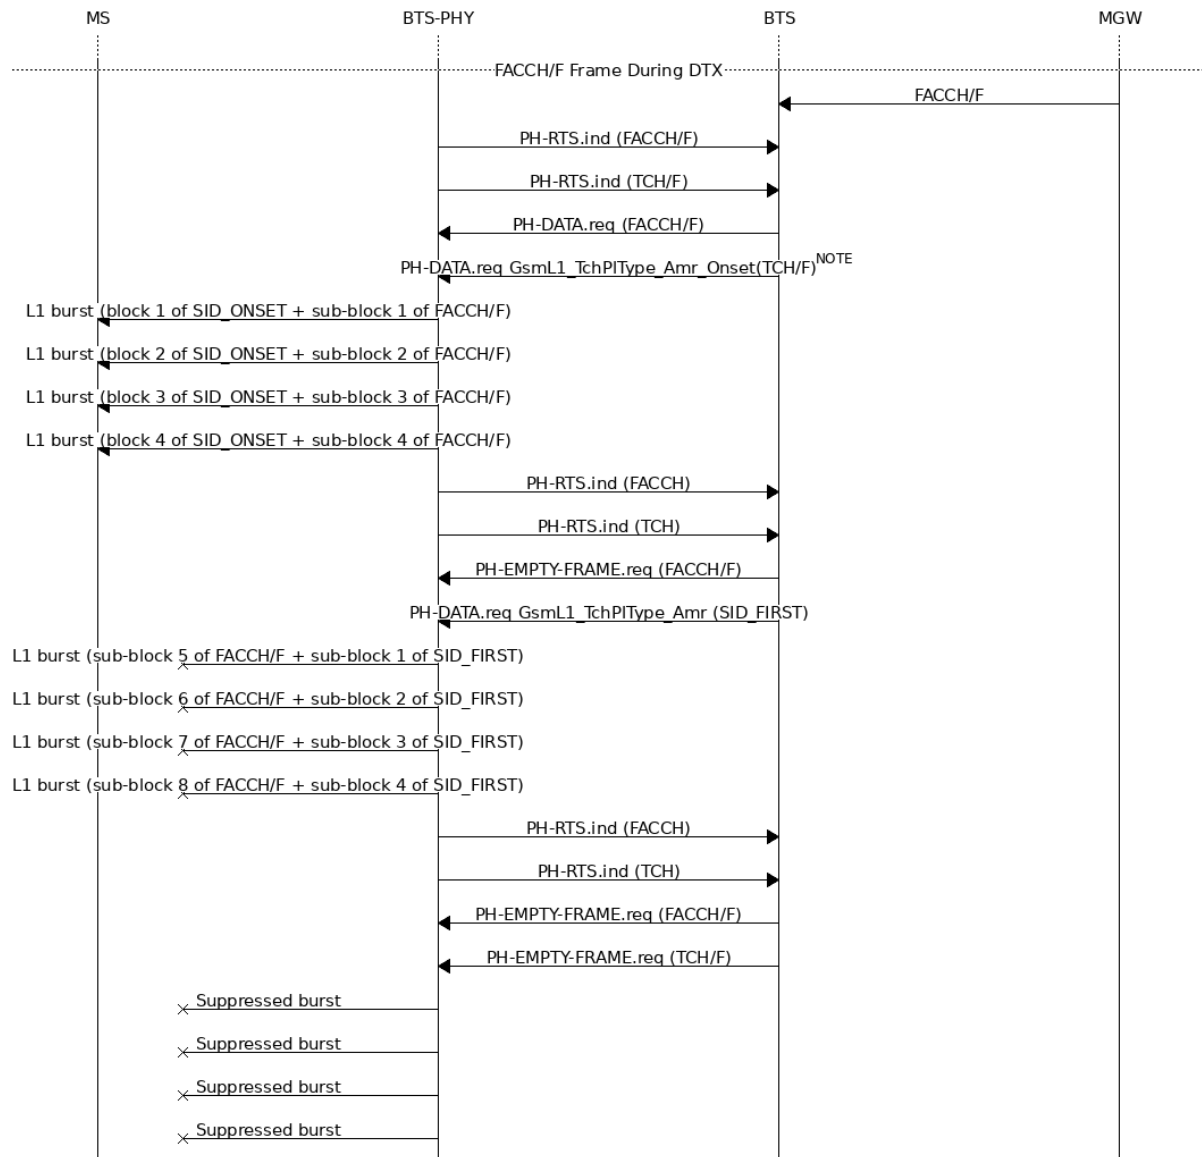 MS BTS-PHY BTS MGW
FACCH/F Frame During DTX
FACCH/F
PH-RTS.ind (FACCH/F)
PH-RTS.ind (TCH/F)
PH-DATA.req (FACCH/F)
PH-DATA.req GsmL1_TchPlType_Amr_Onset(TCH/F)NOTE
L1 burst (block 1 of SID_ONSET + sub-block 1 of FACCH/F)
L1 burst (block 2 of SID_ONSET + sub-block 2 of FACCH/F)
L1 burst (block 3 of SID_ONSET + sub-block 3 of FACCH/F)
L1 burst (block 4 of SID_ONSET + sub-block 4 of FACCH/F)
PH-RTS.ind (FACCH)
PH-RTS.ind (TCH)
PH-EMPTY-FRAME.req (FACCH/F)
PH-DATA.req GsmL1_TchPlType_Amr (SID_FIRST)
L1 burst (sub-block 5 of FACCH/F + sub-block 1 of SID_FIRST)
L1 burst (sub-block 6 of FACCH/F + sub-block 2 of SID_FIRST)
L1 burst (sub-block 7 of FACCH/F + sub-block 3 of SID_FIRST)
L1 burst (sub-block 8 of FACCH/F + sub-block 4 of SID_FIRST)
PH-RTS.ind (FACCH)
PH-RTS.ind (TCH)
PH-EMPTY-FRAME.req (FACCH/F)
PH-EMPTY-FRAME.req (TCH/F)
Suppressed burst
Suppressed burst
Suppressed burst
Suppressed burst